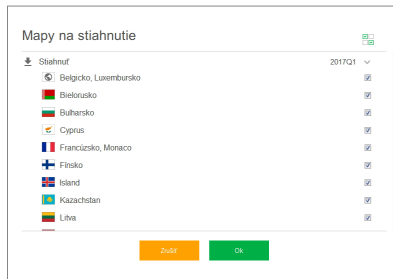 Mapy na stiahnutie
Stiahnuť 2017Q1
Belgicko, Luxembursko
Bielorusko
Bulharsko
Cyprus
Francúzsko, Monaco
Fínsko
Island
Kazachstan
Litva
Zrušiť Ok